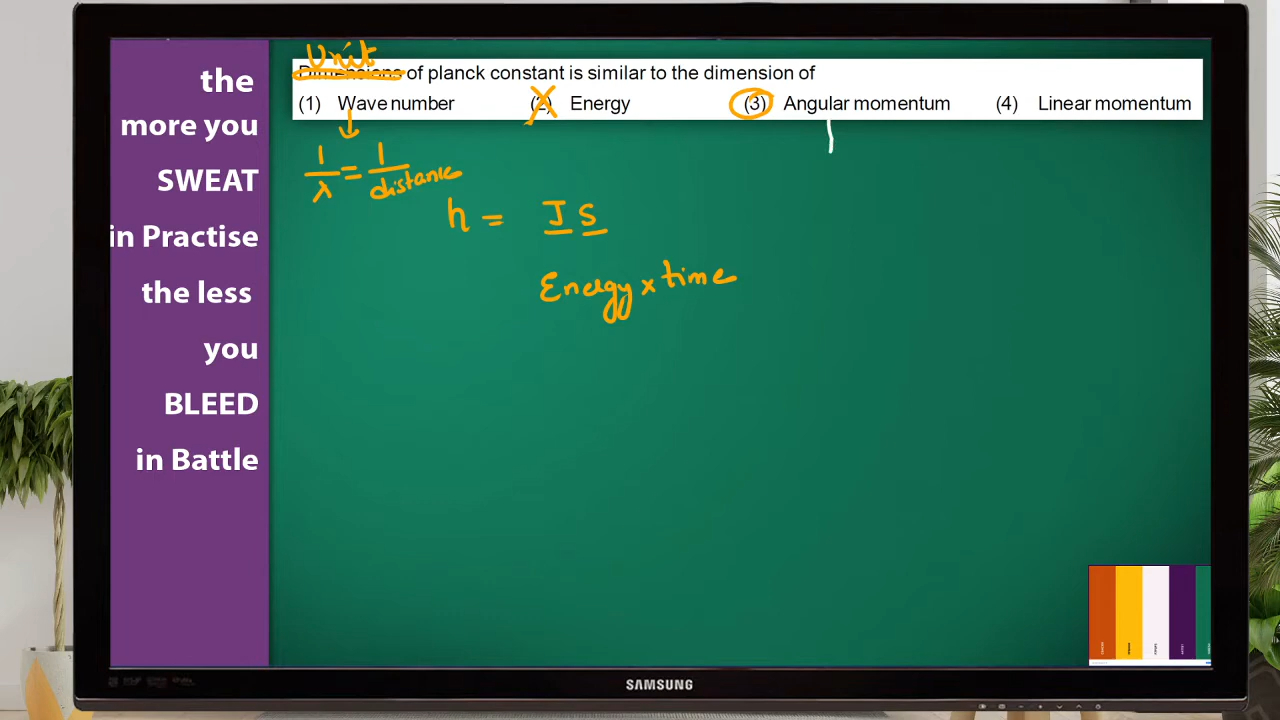 the
more you
SWEAT
in Practise
the less
you
BLEED
in Battle
Unit
Dimensions of planck constant is similar to the dimension of
(1) Wave number (2) Energy (3) Angular momentum (4) Linear momentum
1/λ = 1/distance
h = J S
Energy x time
SAMSUNG